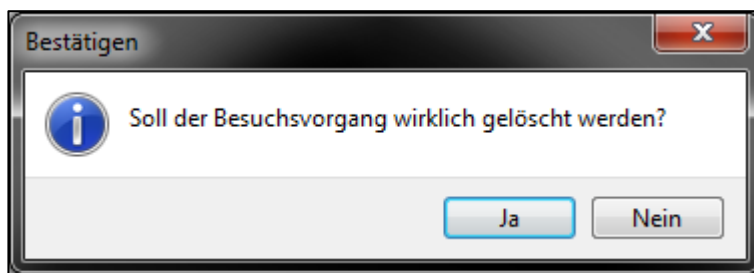 Bestätigen
Soll der Besuchsvorgang wirklich gelöscht werden?
Ja
Nein